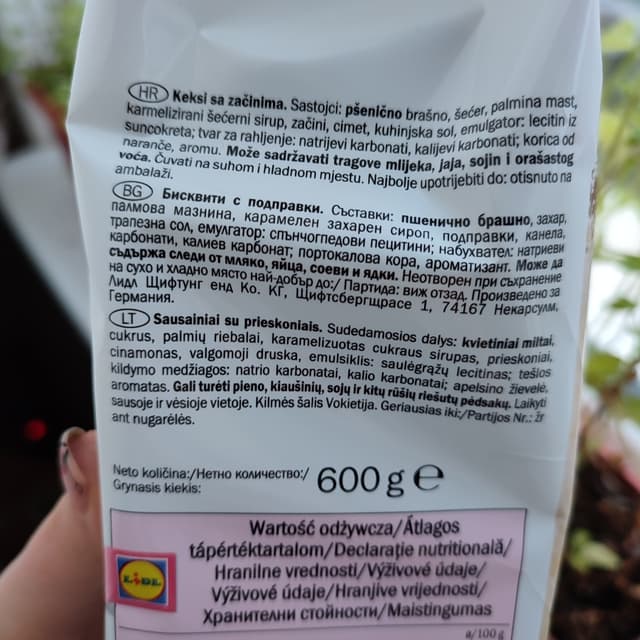 HR Keksi sa začinima. Sastojci: pšenično brašno, šećer, palmina mast,
karmelizirani šećerni sirup, začini, cimet, kuhinjska sol, emulgator: lecitin iz
suncokreta; tvar za rahljenje: natrijevi karbonati, kalijevi karbonati; korica od
naranče, aromu. Može sadržavati tragove mlijeka, jaja, sojin i orašastog
voća. Čuvati na suhom i hladnom mjestu. Najbolje upotrijebiti do: otisnuto na
ambalaži.
BG Бисквити с подправки. Съставки: пшенично брашно, захар,
палмова мазнина, карамелен захарен сироп, подправки, канела,
трапезна сол, емулгатор: слънчогледови лецитини; набухвател: натриеви
карбонати, калиев карбонат; портокалова кора, ароматизант. Може да
съдържа следи от мляко, яйца, соеви и ядки. Неотворен при съхранение
на сухо и хладно място най-добър до:/ Партида: виж отзад. Произведено за
Лидл Щифтунг енд Ко. КГ, Щифтсбергщрасе 1, 74167 Некарсулм,
Германия.
LT Sausainiai su prieskoniais. Sudedamosios dalys: kvietiniai miltai,
cukrus, palmių riebalai, karamelizuotas cukraus sirupas, prieskoniai,
cinamonas, valgomoji druska, emulsiklis: saulėgrąžų lecitinas; tešlos
kildymo medžiagos: natrio karbonatai, kalio karbonatai; apelsino žievelė,
aromatas. Gali turėti pieno, kiaušinių, sojų ir kitų rūšių riešutų pėdsakų. Laikyti
sausoje ir vėsioje vietoje. Kilmės šalis Vokietija. Geriausias iki:/Partijos Nr.: žr
ant nugarėlės.
Neto količina:/Нетно количество:/
Grynasis kiekis:
600 g ℮
Wartość odżywcza/Átlagos
tápértéktartalom/Declarație nutritională/
Hranilne vrednosti/Výživové údaje/
Výživové údaje/Hranjive vrijednosti/
Хранителни стойности/Maistingumas
LIDL
a/100 g